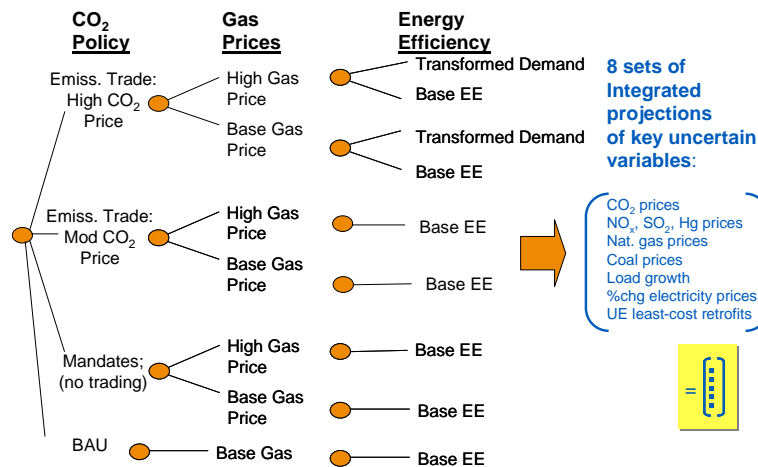 CO₂
Policy
Gas
Prices
Energy
Efficiency
Emiss. Trade:
High CO₂
Price
High Gas
Price
Base Gas
Price
Transformed Demand
Base EE
Transformed Demand
Base EE
Emiss. Trade:
Mod CO₂
Price
High Gas
Price
Base Gas
Price
Base EE
Base EE
Mandates;
(no trading)
High Gas
Price
Base Gas
Price
Base EE
Base EE
BAU
Base Gas
Base EE
8 sets of
Integrated
projections
of key uncertain
variables:
CO₂ prices
NOₓ, SO₂, Hg prices
Nat. gas prices
Coal prices
Load growth
%chg electricity prices
UE least-cost retrofits
=